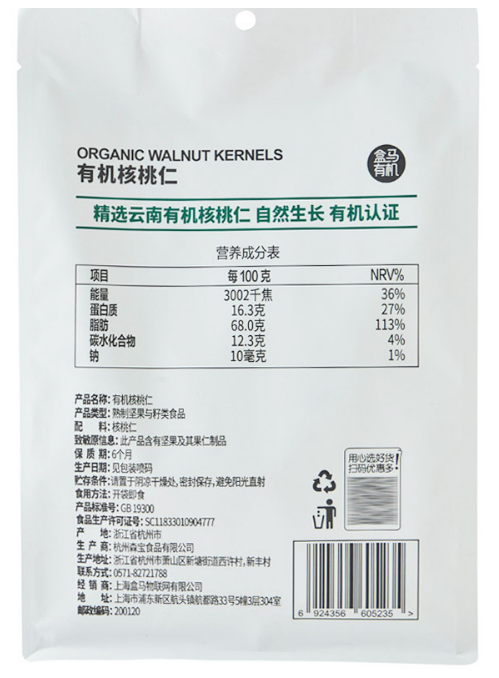 ORGANIC WALNUT KERNELS
有机核桃仁
盒马
有机
精选云南有机核桃仁 自然生长 有机认证
营养成分表
项目 每100克 NRV%
能量 3002千焦 36%
蛋白质 16.3克 27%
脂肪 68.0克 113%
碳水化合物 12.3克 4%
钠 10毫克 1%
产品名称: 有机核桃仁
产品类型: 熟制坚果与籽类食品
配 料: 核桃仁
致敏原信息: 此产品含有坚果及其果仁制品
保 质 期: 6个月
生产日期: 见包装喷码
贮存条件: 请置于阴凉干燥处, 密封保存, 避免阳光直射
食用方法: 开袋即食
产品标准号: GB 19300
食品生产许可证号: SC11833010904777
产 地: 浙江省杭州市
生 产 商: 杭州森宝食品有限公司
生产地址: 浙江省杭州市萧山区新塘街道西许村, 新丰村
联系方式: 0571-82721788
经 销 商: 上海盒马物联网有限公司
地 址: 上海市浦东新区航头镇航都路33号5幢3层304室
邮政编码: 200120
用心选好货!
扫码优惠多!
6 924356 605235 >